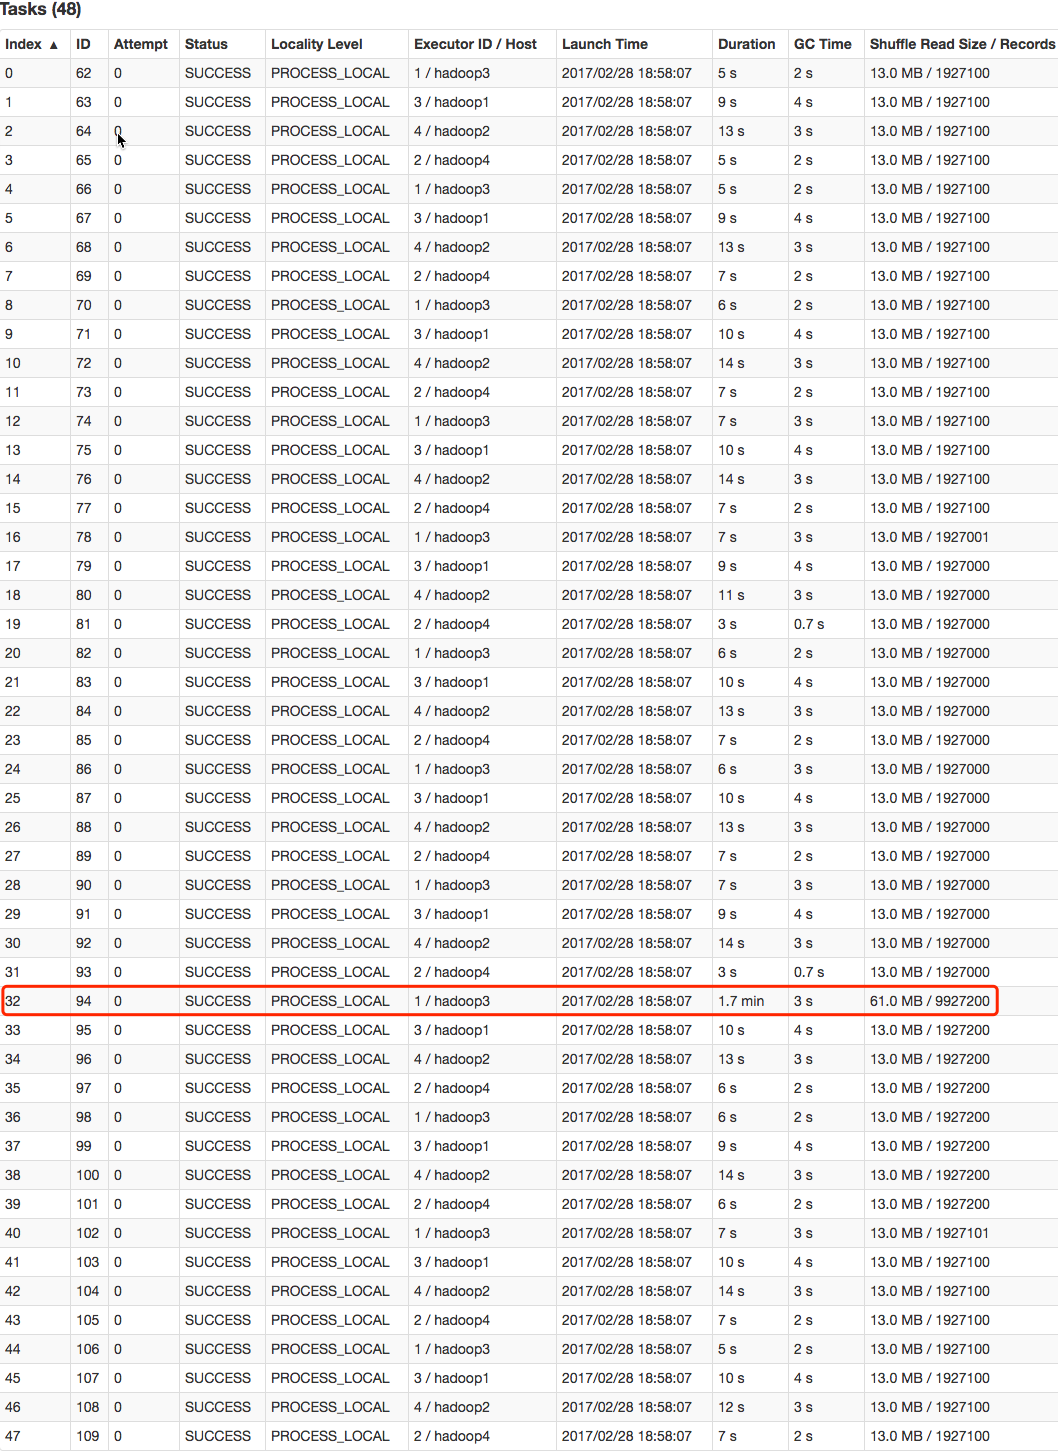 Tasks (48)
Index ▲ ID Attempt Status Locality Level Executor ID / Host Launch Time Duration GC Time Shuffle Read Size / Records
0 62 0 SUCCESS PROCESS_LOCAL 1 / hadoop3 2017/02/28 18:58:07 5 s 2 s 13.0 MB / 1927100
1 63 0 SUCCESS PROCESS_LOCAL 3 / hadoop1 2017/02/28 18:58:07 9 s 4 s 13.0 MB / 1927100
2 64 0 SUCCESS PROCESS_LOCAL 4 / hadoop2 2017/02/28 18:58:07 13 s 3 s 13.0 MB / 1927100
3 65 0 SUCCESS PROCESS_LOCAL 2 / hadoop4 2017/02/28 18:58:07 5 s 2 s 13.0 MB / 1927100
4 66 0 SUCCESS PROCESS_LOCAL 1 / hadoop3 2017/02/28 18:58:07 5 s 2 s 13.0 MB / 1927100
5 67 0 SUCCESS PROCESS_LOCAL 3 / hadoop1 2017/02/28 18:58:07 9 s 4 s 13.0 MB / 1927100
6 68 0 SUCCESS PROCESS_LOCAL 4 / hadoop2 2017/02/28 18:58:07 13 s 3 s 13.0 MB / 1927100
7 69 0 SUCCESS PROCESS_LOCAL 2 / hadoop4 2017/02/28 18:58:07 7 s 2 s 13.0 MB / 1927100
8 70 0 SUCCESS PROCESS_LOCAL 1 / hadoop3 2017/02/28 18:58:07 6 s 2 s 13.0 MB / 1927100
9 71 0 SUCCESS PROCESS_LOCAL 3 / hadoop1 2017/02/28 18:58:07 10 s 4 s 13.0 MB / 1927100
10 72 0 SUCCESS PROCESS_LOCAL 4 / hadoop2 2017/02/28 18:58:07 14 s 3 s 13.0 MB / 1927100
11 73 0 SUCCESS PROCESS_LOCAL 2 / hadoop4 2017/02/28 18:58:07 7 s 2 s 13.0 MB / 1927100
12 74 0 SUCCESS PROCESS_LOCAL 1 / hadoop3 2017/02/28 18:58:07 7 s 3 s 13.0 MB / 1927100
13 75 0 SUCCESS PROCESS_LOCAL 3 / hadoop1 2017/02/28 18:58:07 10 s 4 s 13.0 MB / 1927100
14 76 0 SUCCESS PROCESS_LOCAL 4 / hadoop2 2017/02/28 18:58:07 14 s 3 s 13.0 MB / 1927100
15 77 0 SUCCESS PROCESS_LOCAL 2 / hadoop4 2017/02/28 18:58:07 7 s 2 s 13.0 MB / 1927100
16 78 0 SUCCESS PROCESS_LOCAL 1 / hadoop3 2017/02/28 18:58:07 7 s 3 s 13.0 MB / 1927001
17 79 0 SUCCESS PROCESS_LOCAL 3 / hadoop1 2017/02/28 18:58:07 9 s 4 s 13.0 MB / 1927000
18 80 0 SUCCESS PROCESS_LOCAL 4 / hadoop2 2017/02/28 18:58:07 11 s 3 s 13.0 MB / 1927000
19 81 0 SUCCESS PROCESS_LOCAL 2 / hadoop4 2017/02/28 18:58:07 3 s 0.7 s 13.0 MB / 1927000
20 82 0 SUCCESS PROCESS_LOCAL 1 / hadoop3 2017/02/28 18:58:07 6 s 2 s 13.0 MB / 1927000
21 83 0 SUCCESS PROCESS_LOCAL 3 / hadoop1 2017/02/28 18:58:07 10 s 4 s 13.0 MB / 1927000
22 84 0 SUCCESS PROCESS_LOCAL 4 / hadoop2 2017/02/28 18:58:07 13 s 3 s 13.0 MB / 1927000
23 85 0 SUCCESS PROCESS_LOCAL 2 / hadoop4 2017/02/28 18:58:07 7 s 2 s 13.0 MB / 1927000
24 86 0 SUCCESS PROCESS_LOCAL 1 / hadoop3 2017/02/28 18:58:07 6 s 3 s 13.0 MB / 1927000
25 87 0 SUCCESS PROCESS_LOCAL 3 / hadoop1 2017/02/28 18:58:07 10 s 4 s 13.0 MB / 1927000
26 88 0 SUCCESS PROCESS_LOCAL 4 / hadoop2 2017/02/28 18:58:07 13 s 3 s 13.0 MB / 1927000
27 89 0 SUCCESS PROCESS_LOCAL 2 / hadoop4 2017/02/28 18:58:07 7 s 2 s 13.0 MB / 1927000
28 90 0 SUCCESS PROCESS_LOCAL 1 / hadoop3 2017/02/28 18:58:07 7 s 3 s 13.0 MB / 1927000
29 91 0 SUCCESS PROCESS_LOCAL 3 / hadoop1 2017/02/28 18:58:07 9 s 4 s 13.0 MB / 1927000
30 92 0 SUCCESS PROCESS_LOCAL 4 / hadoop2 2017/02/28 18:58:07 14 s 3 s 13.0 MB / 1927000
31 93 0 SUCCESS PROCESS_LOCAL 2 / hadoop4 2017/02/28 18:58:07 3 s 0.7 s 13.0 MB / 1927000
32 94 0 SUCCESS PROCESS_LOCAL 1 / hadoop3 2017/02/28 18:58:07 1.7 min 3 s 61.0 MB / 9927200
33 95 0 SUCCESS PROCESS_LOCAL 3 / hadoop1 2017/02/28 18:58:07 10 s 4 s 13.0 MB / 1927200
34 96 0 SUCCESS PROCESS_LOCAL 4 / hadoop2 2017/02/28 18:58:07 13 s 3 s 13.0 MB / 1927200
35 97 0 SUCCESS PROCESS_LOCAL 2 / hadoop4 2017/02/28 18:58:07 6 s 2 s 13.0 MB / 1927200
36 98 0 SUCCESS PROCESS_LOCAL 1 / hadoop3 2017/02/28 18:58:07 6 s 2 s 13.0 MB / 1927200
37 99 0 SUCCESS PROCESS_LOCAL 3 / hadoop1 2017/02/28 18:58:07 9 s 4 s 13.0 MB / 1927200
38 100 0 SUCCESS PROCESS_LOCAL 4 / hadoop2 2017/02/28 18:58:07 14 s 3 s 13.0 MB / 1927200
39 101 0 SUCCESS PROCESS_LOCAL 2 / hadoop4 2017/02/28 18:58:07 6 s 2 s 13.0 MB / 1927200
40 102 0 SUCCESS PROCESS_LOCAL 1 / hadoop3 2017/02/28 18:58:07 7 s 3 s 13.0 MB / 1927101
41 103 0 SUCCESS PROCESS_LOCAL 3 / hadoop1 2017/02/28 18:58:07 10 s 4 s 13.0 MB / 1927100
42 104 0 SUCCESS PROCESS_LOCAL 4 / hadoop2 2017/02/28 18:58:07 14 s 3 s 13.0 MB / 1927100
43 105 0 SUCCESS PROCESS_LOCAL 2 / hadoop4 2017/02/28 18:58:07 7 s 2 s 13.0 MB / 1927100
44 106 0 SUCCESS PROCESS_LOCAL 1 / hadoop3 2017/02/28 18:58:07 5 s 2 s 13.0 MB / 1927100
45 107 0 SUCCESS PROCESS_LOCAL 3 / hadoop1 2017/02/28 18:58:07 10 s 4 s 13.0 MB / 1927100
46 108 0 SUCCESS PROCESS_LOCAL 4 / hadoop2 2017/02/28 18:58:07 12 s 3 s 13.0 MB / 1927100
47 109 0 SUCCESS PROCESS_LOCAL 2 / hadoop4 2017/02/28 18:58:07 7 s 2 s 13.0 MB / 1927100